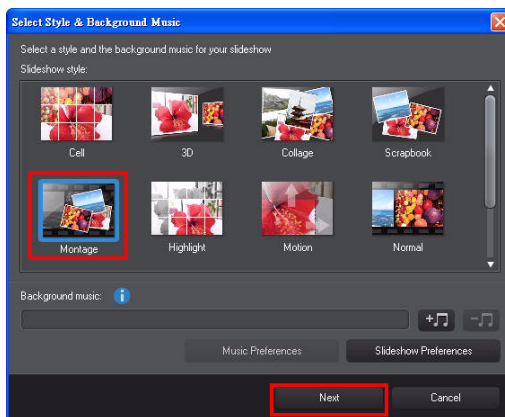 Select Style & Background Music
Select a style and the background music for your slideshow
Slideshow style:
Cell
3D
Collage
Scrapbook
Montage
Highlight
Motion
Normal
Background music:
Music Preferences
Slideshow Preferences
Next
Cancel